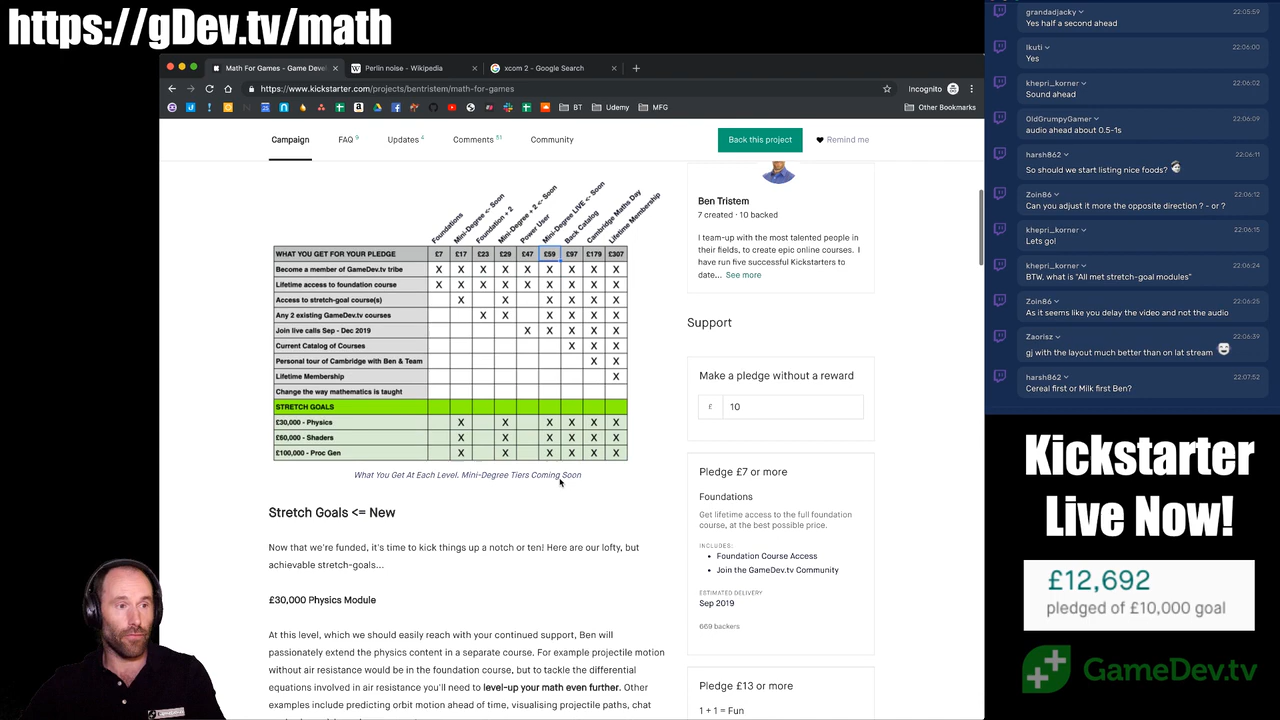 https://gDev.tv/math
Math For Games - Game Devel
Perlin noise - Wikipedia
xcom 2 - Google Search
https://www.kickstarter.com/projects/bentristem/math-for-games
Incognito
BT
Udemy
MFG
Other Bookmarks
Campaign
FAQ 9
Updates 4
Comments 51
Community
Back this project
Remind me
Foundations
Mini-Degree <- Soon
Foundation + 2
Mini-Degree + 2 <- Soon
Power User
Mini-Degree LIVE <- Soon
Back Catalog
Cambridge Maths Day
Lifetime Membership
WHAT YOU GET FOR YOUR PLEDGE £7 £17 £23 £29 £47 £59 £97 £179 £307
Become a member of GameDev.tv tribe X X X X X X X X X
Lifetime access to foundation course X X X X X X X X X
Access to stretch-goal course(s) X X X X X X
Any 2 existing GameDev.tv courses X X X X X X
Join live calls Sep - Dec 2019 X X X X X
Current Catalog of Courses X X X
Personal tour of Cambridge with Ben & Team X X
Lifetime Membership X
Change the way mathematics is taught
STRETCH GOALS
£30,000 - Physics X X X X X X
£60,000 - Shaders X X X X X X
£100,000 - Proc Gen X X X X X X
What You Get At Each Level. Mini-Degree Tiers Coming Soon
Stretch Goals <= New
Now that we're funded, it's time to kick things up a notch or ten! Here are our lofty, but
achievable stretch-goals...
£30,000 Physics Module
At this level, which we should easily reach with your continued support, Ben will
passionately extend the physics content in a separate course. For example projectile motion
without air resistance would be in the foundation course, but to tackle the differential
equations involved in air resistance you'll need to level-up your math even further. Other
examples include predicting orbit motion ahead of time, visualising projectile paths, chat
Ben Tristem
7 created · 10 backed
I team-up with the most talented people in
their fields, to create epic online courses. I
have run five successful Kickstarters to
date... See more
Support
Make a pledge without a reward
£ 10
Pledge £7 or more
Foundations
Get lifetime access to the full foundation
course, at the best possible price.
INCLUDES:
• Foundation Course Access
• Join the GameDev.tv Community
ESTIMATED DELIVERY
Sep 2019
669 backers
Pledge £13 or more
1 + 1 = Fun
grandadjacky 22:05:59
Yes half a second ahead
Ikuti 22:06:00
Yes
khepri_korner 22:06:02
Sound ahead
OldGrumpyGamer 22:06:09
audio ahead about 0.5-1s
harsh862 22:06:11
So should we start listing nice foods?
Zoin86 22:06:12
Can you adjust it more the opposite direction ? - or ?
khepri_korner 22:06:15
Lets go!
khepri_korner 22:06:24
BTW, what is "All met stretch-goal modules"
Zoin86 22:06:25
As it seems like you delay the video and not the audio
Zaorisz 22:06:39
gj with the layout much better than on lat stream
harsh862 22:07:52
Cereal first or Milk first Ben?
Kickstarter
Live Now!
£12,692
pledged of £10,000 goal
GameDev.tv